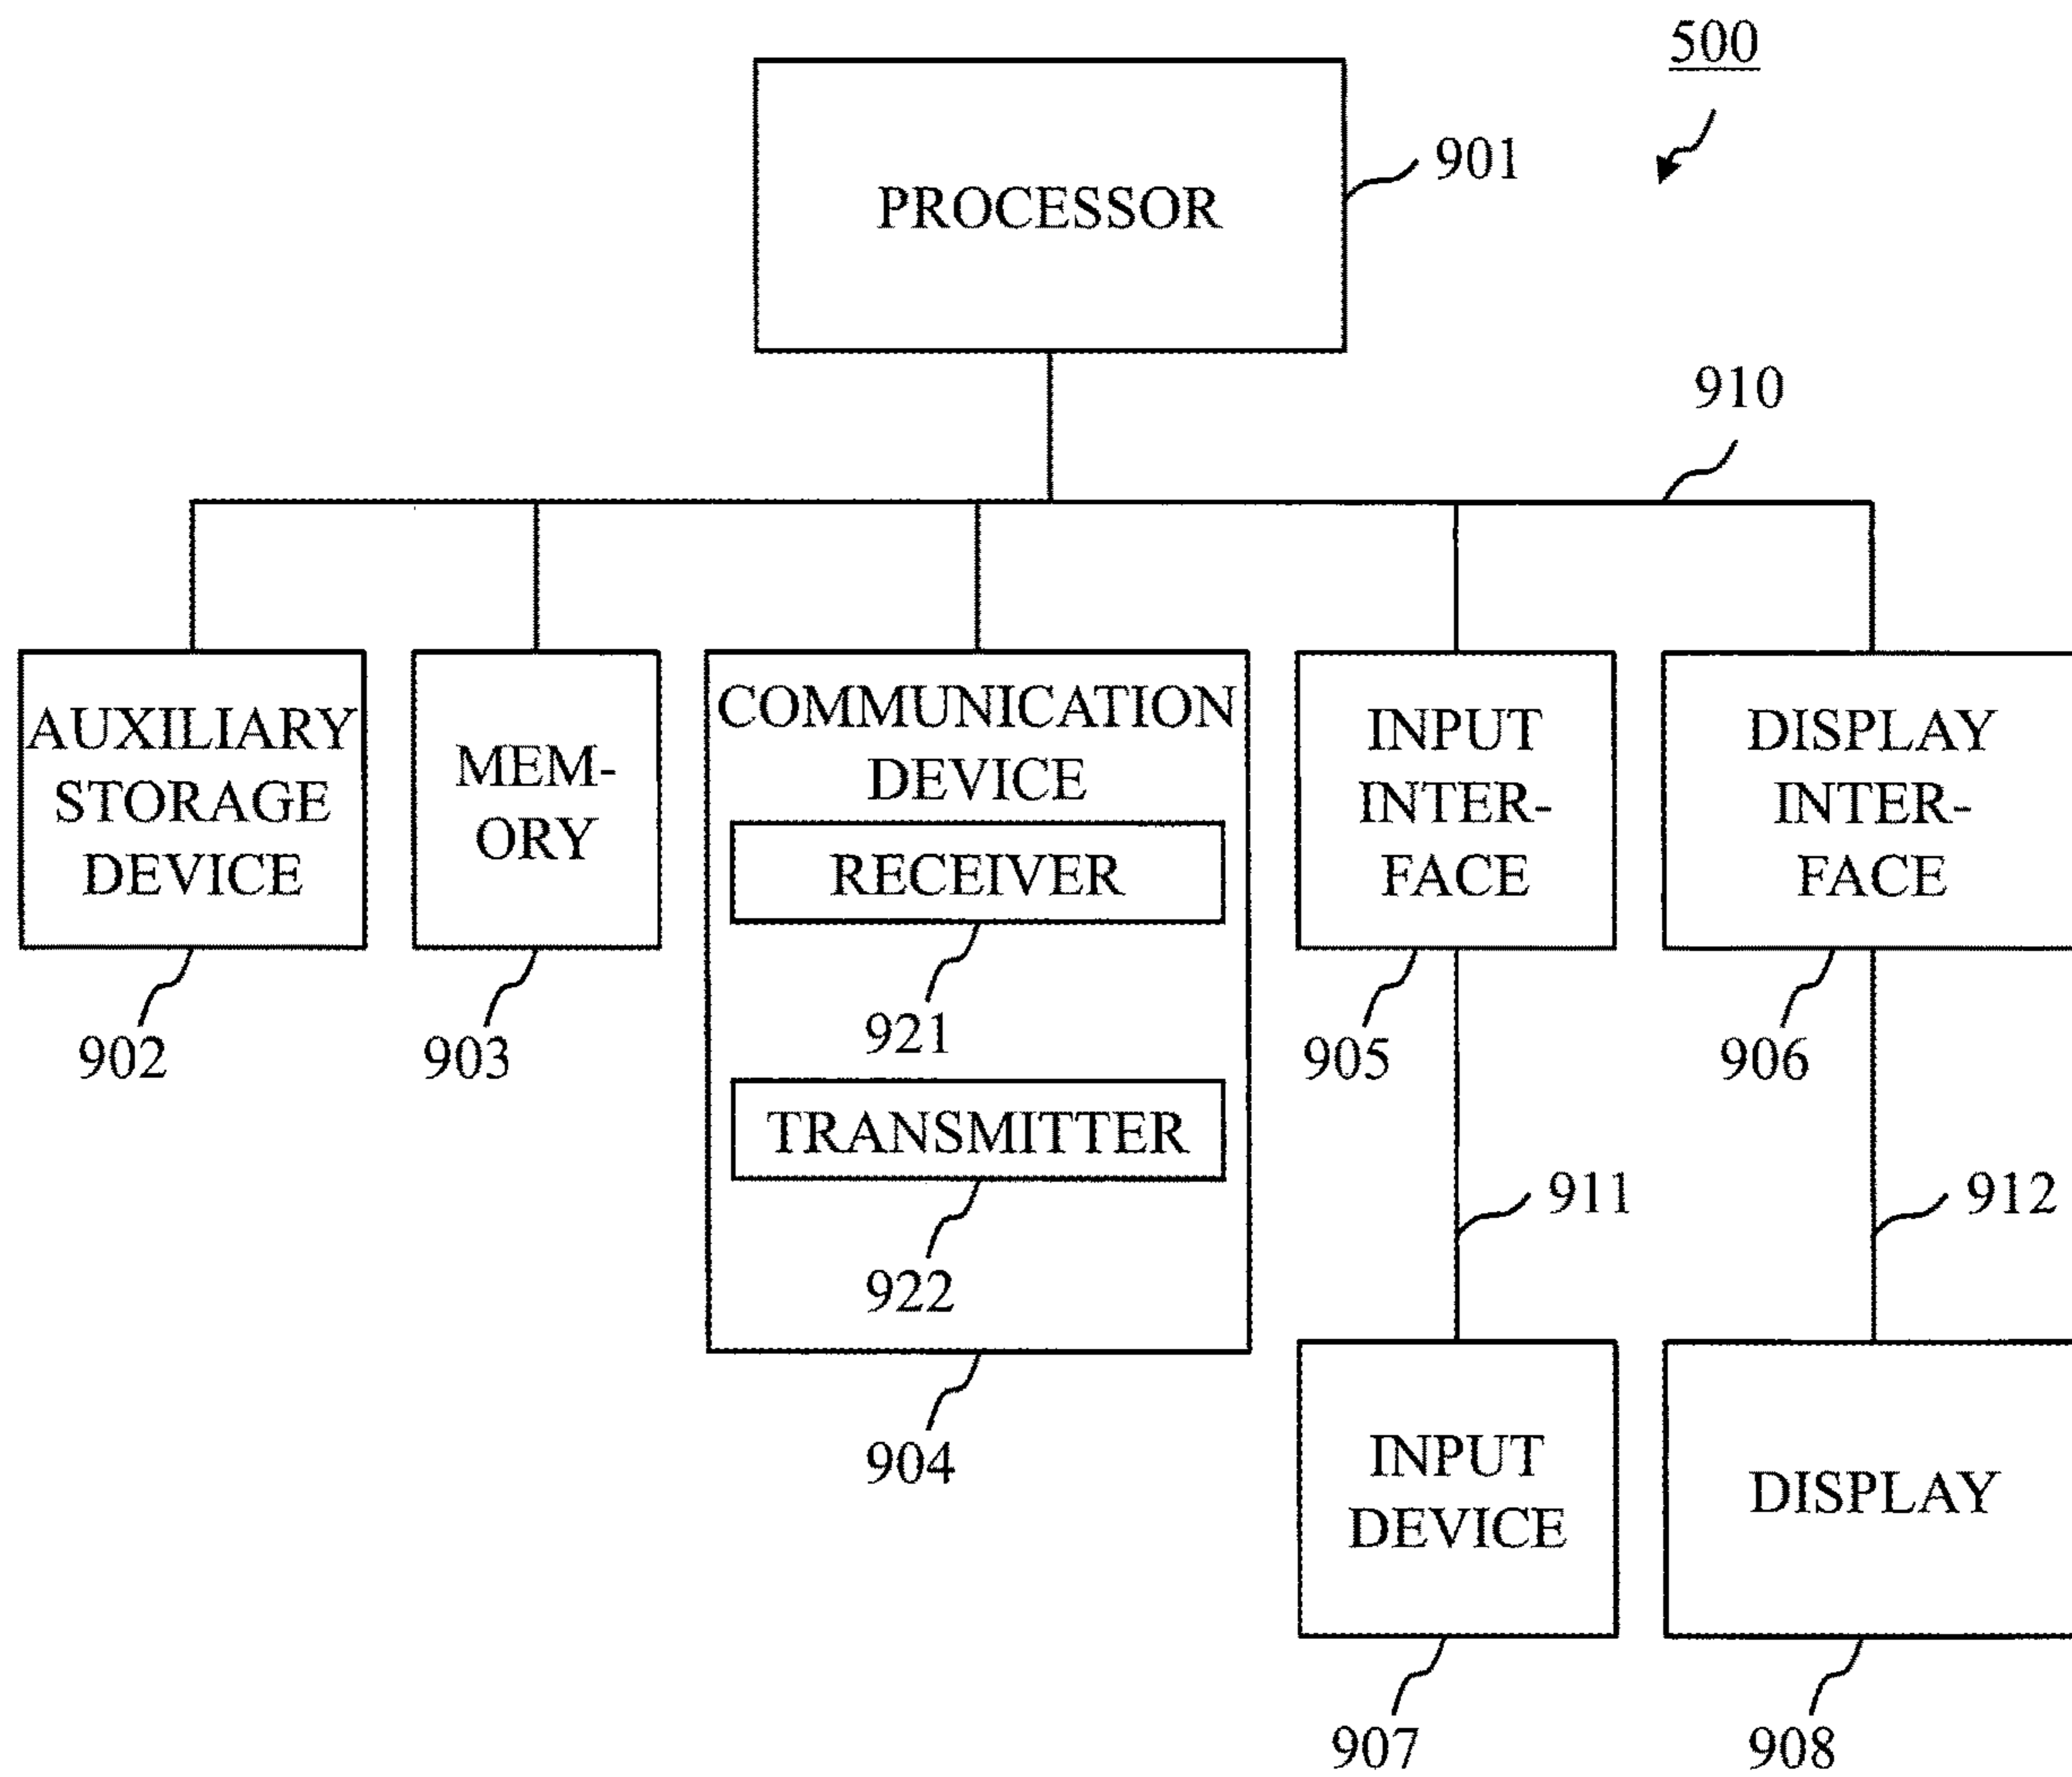 500
PROCESSOR
901
910
AUXILIARY
STORAGE
DEVICE
902
MEM-
ORY
903
COMMUNICATION
DEVICE
RECEIVER
921
TRANSMITTER
922
904
INPUT
INTER-
FACE
905
DISPLAY
INTER-
FACE
906
911
912
INPUT
DEVICE
907
DISPLAY
908